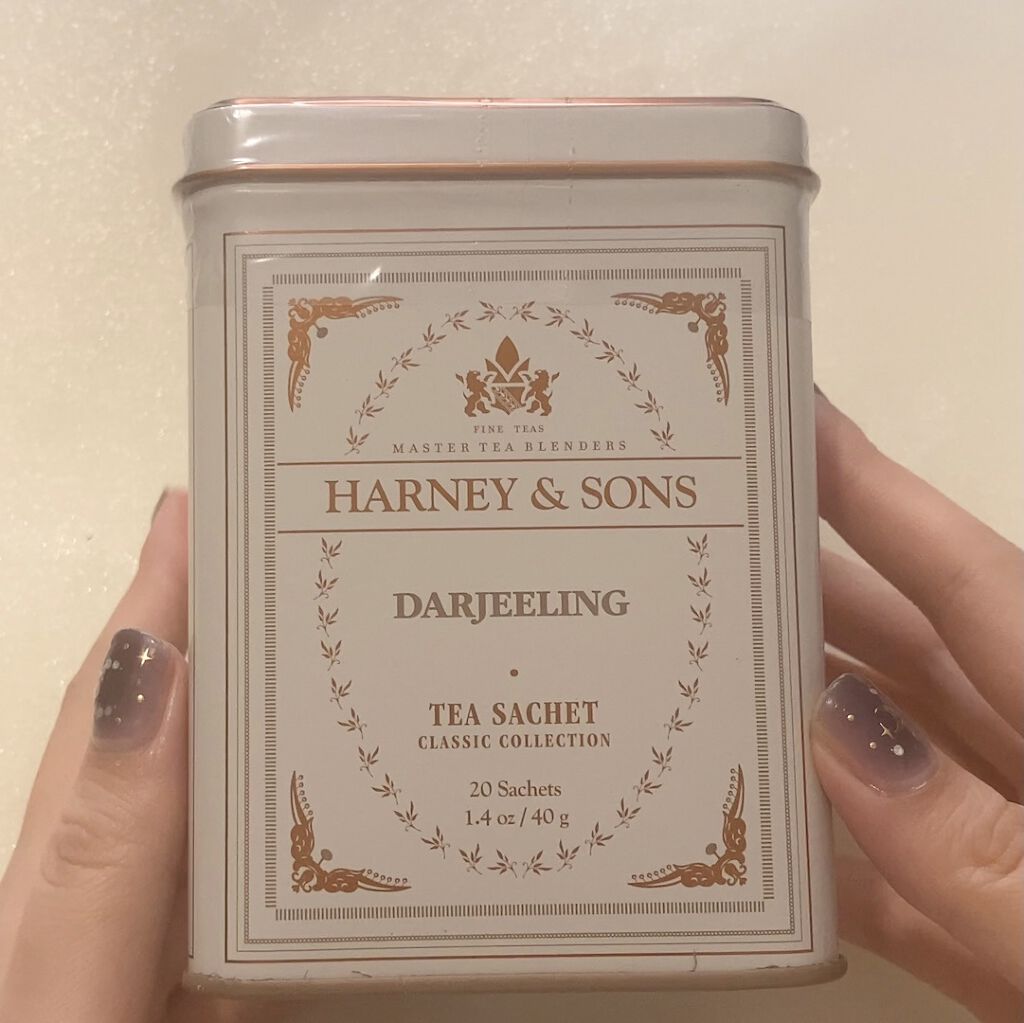 FINE TEAS
MASTER TEA BLENDERS
HARNEY & SONS
DARJEELING
TEA SACHET
CLASSIC COLLECTION
20 Sachets
1.4 oz / 40 g